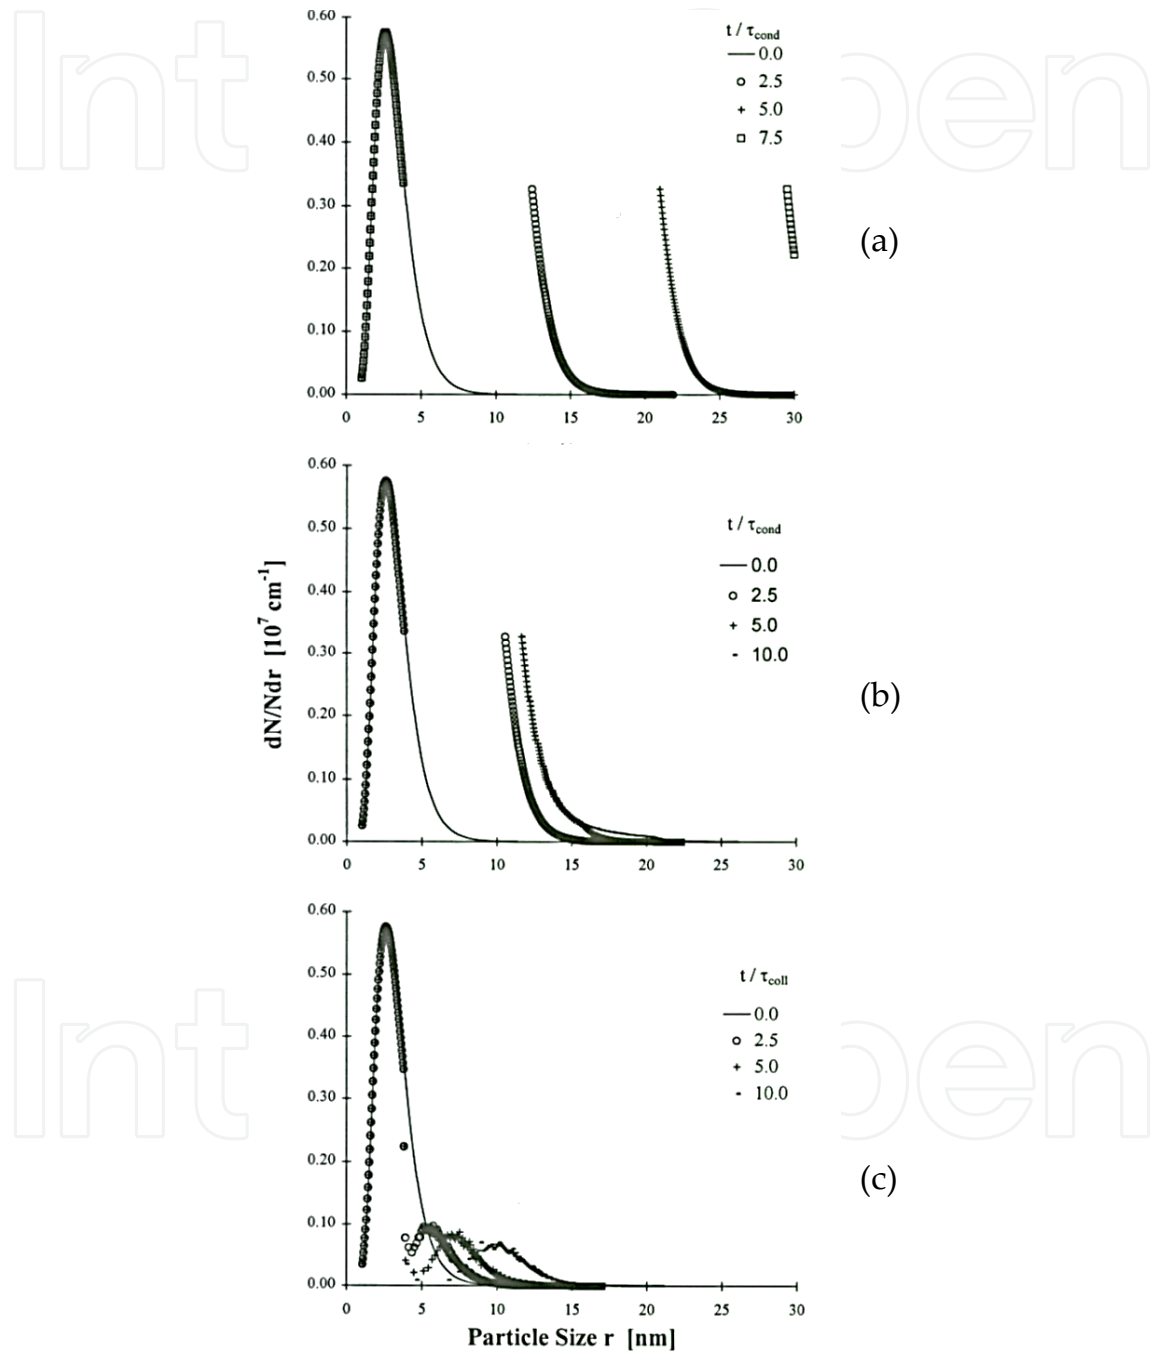 Int pen
0.60
t / τcond
0.0
0.50
2.5
5.0
0.40
7.5
0.30
(a)
0.20
0.10
0.00
0 5 10 15 20 25 30
0.60
t / τcond
0.50
0.0
2.5
0.40
5.0
10.0
0.30
(b)
0.20
0.10
0.00
0 5 10 15 20 25 30
dN/Ndr [10⁷ cm⁻¹]
0.60
t / τcoll
0.50
0.0
2.5
0.40
5.0
10.0
0.30
0.20
(c)
0.10
0.00
0 5 10 15 20 25 30
Particle Size r [nm]
Int pen